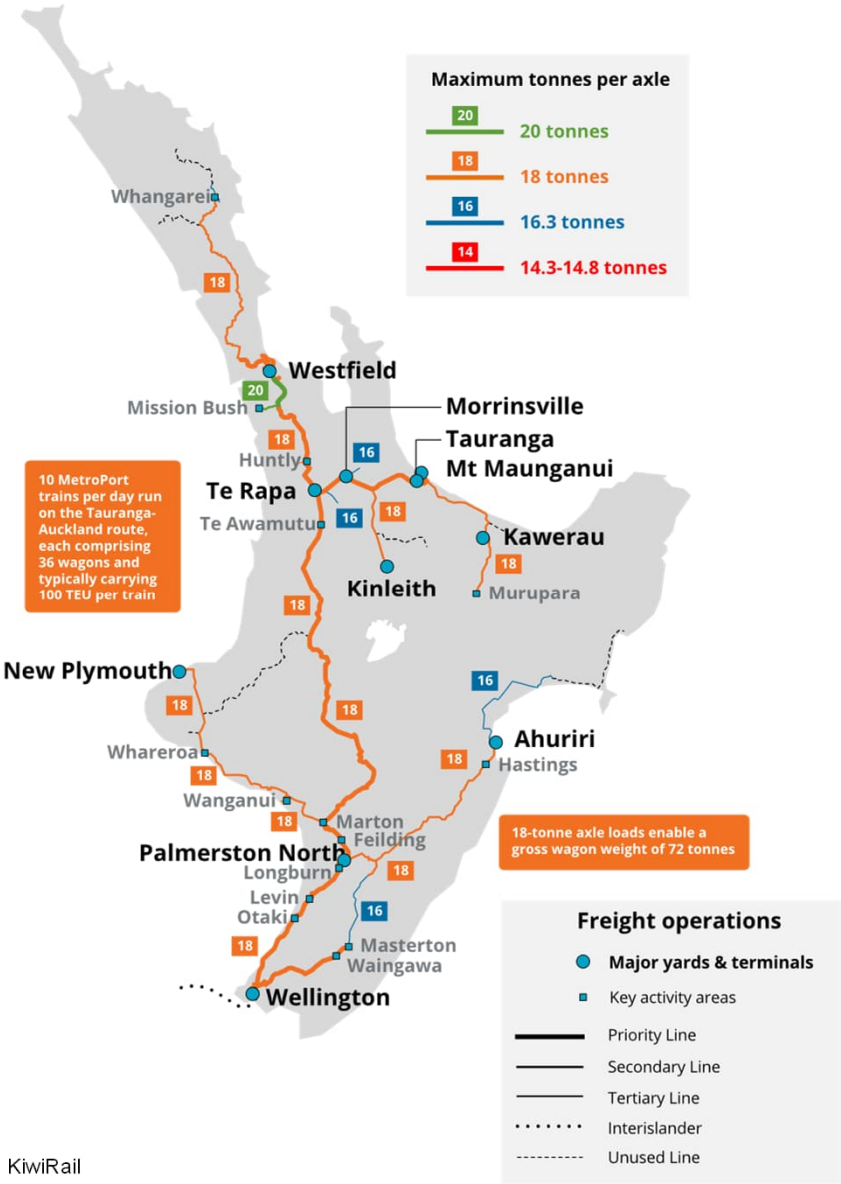 Maximum tonnes per axle
20
20 tonnes
18
18 tonnes
16
16.3 tonnes
14
14.3-14.8 tonnes
Whangarei
18
Westfield
20
Mission Bush
Morrinsville
Tauranga
Mt Maunganui
18
16
Huntly
Te Rapa
16
18
Te Awamutu
Kawerau
18
Kinleith
Murupara
10 MetroPort
trains per day run
on the Tauranga-
Auckland route,
each comprising
36 wagons and
typically carrying
100 TEU per train
18
New Plymouth
16
18
18
Ahuriri
Whareroa
18
Hastings
18
Wanganui
18
Marton
Feilding
18-tonne axle loads enable a
gross wagon weight of 72 tonnes
Palmerston North
Longburn
18
Levin
16
Otaki
18
Masterton
Waingawa
Wellington
Freight operations
Major yards & terminals
Key activity areas
Priority Line
Secondary Line
Tertiary Line
Interislander
Unused Line
KiwiRail